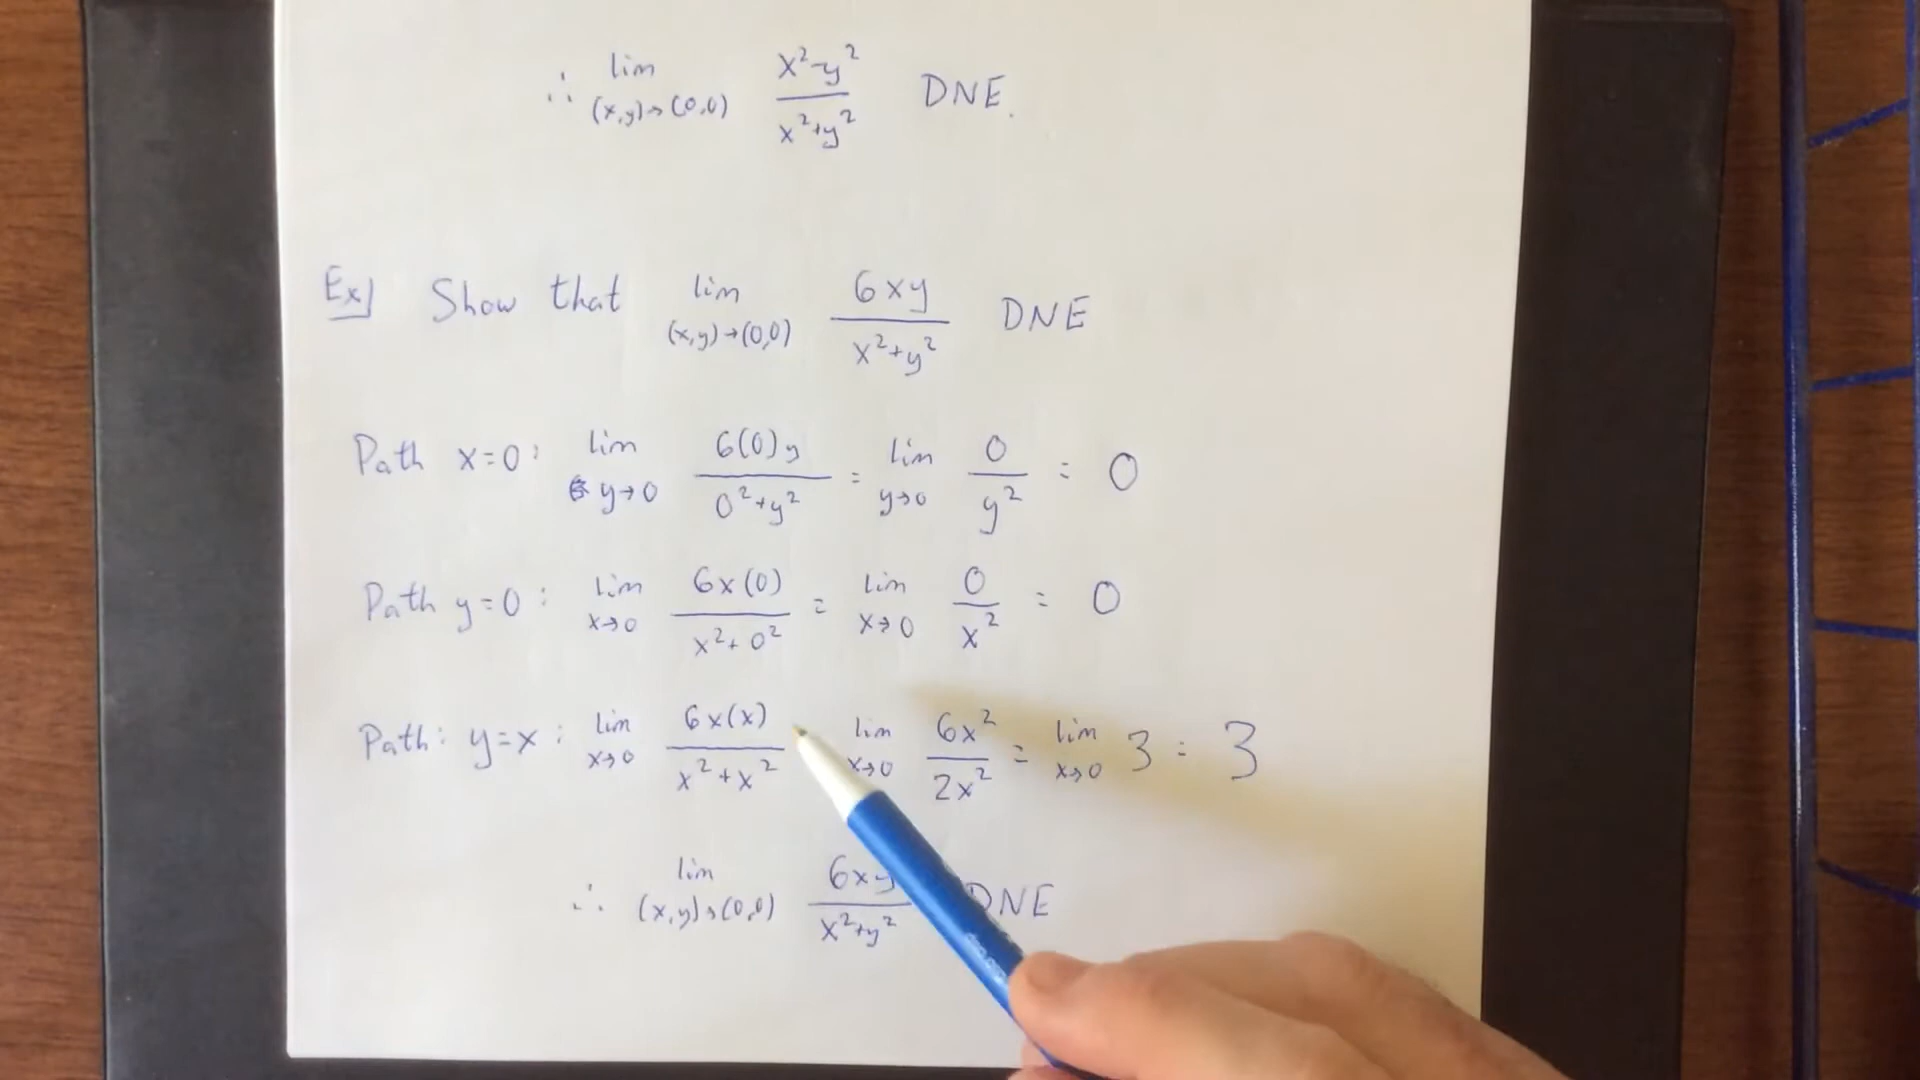 ∴ lim (x,y)→(0,0) x²-y² / x²+y² DNE.
Ex] Show that lim (x,y)→(0,0) 6xy / x²+y² DNE
Path x=0: lim y→0 6(0)y / 0²+y² = lim y→0 0 / y² = 0
Path y=0: lim x→0 6x(0) / x²+0² = lim x→0 0 / x² = 0
Path: y=x: lim x→0 6x(x) / x²+x² lim x→0 6x² / 2x² = lim x→0 3 = 3
∴ lim (x,y)→(0,0) 6xy / x²+y² DNE